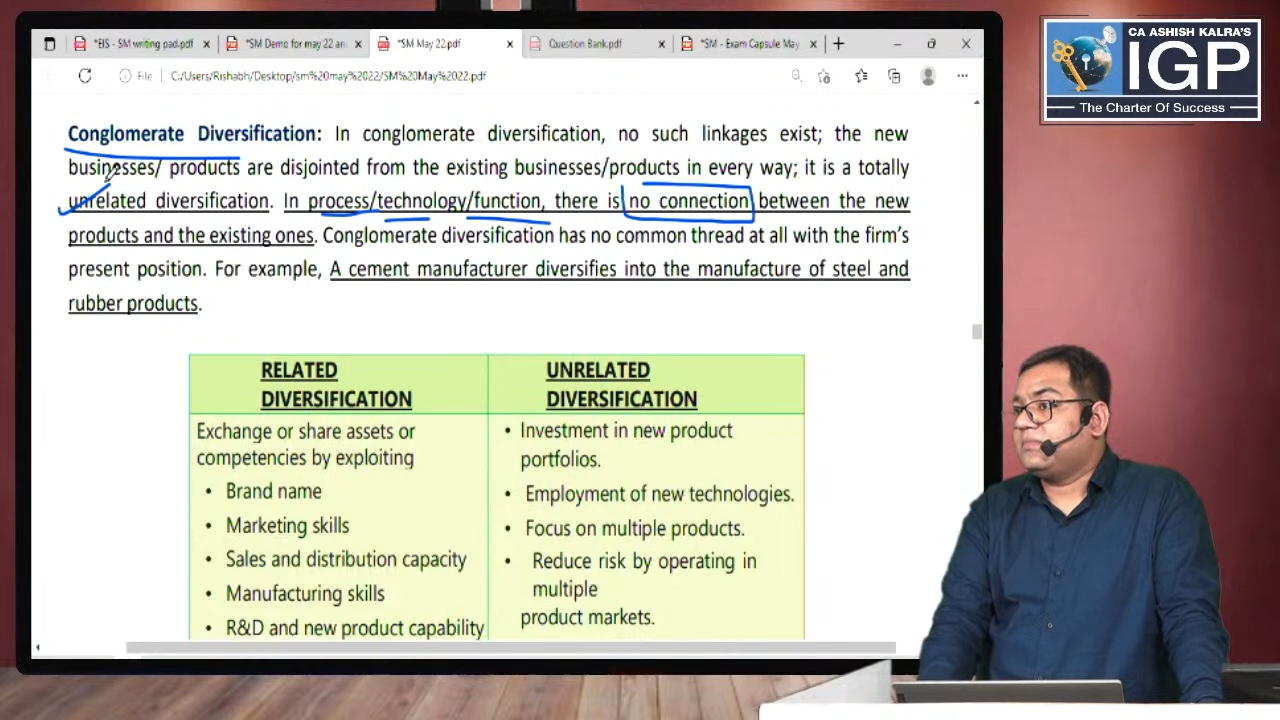 *EIS - SM writing pad.pdf
*SM Demo for may 22 an
*SM May 22.pdf
Question Bank.pdf
*SM - Exam Capsule May
File
C:/Users/Rishabh/Desktop/sm%20may%2022/SM%20May%2022.pdf
CA ASHISH KALRA'S
IGP
The Charter Of Success
Conglomerate Diversification: In conglomerate diversification, no such linkages exist; the new
businesses/ products are disjointed from the existing businesses/products in every way; it is a totally
unrelated diversification. In process/technology/function, there is no connection between the new
products and the existing ones. Conglomerate diversification has no common thread at all with the firm's
present position. For example, A cement manufacturer diversifies into the manufacture of steel and
rubber products.
RELATED
DIVERSIFICATION
Exchange or share assets or
competencies by exploiting
• Brand name
• Marketing skills
• Sales and distribution capacity
• Manufacturing skills
• R&D and new product capability
UNRELATED
DIVERSIFICATION
• Investment in new product
portfolios.
• Employment of new technologies.
• Focus on multiple products.
• Reduce risk by operating in
multiple
product markets.